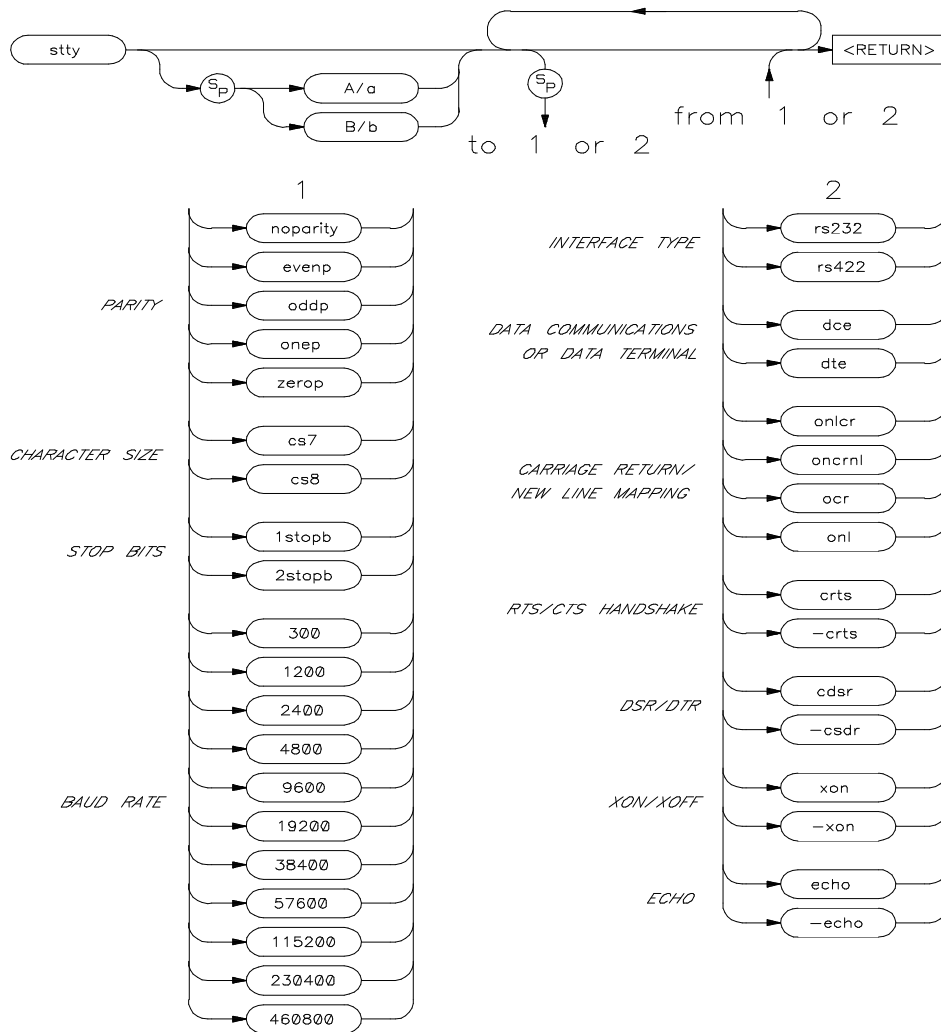 stty
<RETURN>
S P
A/a
B/b
S P
to 1 or 2
from 1 or 2
1
PARITY
noparity
evenp
oddp
onep
zerop
CHARACTER SIZE
cs7
cs8
STOP BITS
1stopb
2stopb
BAUD RATE
300
1200
2400
4800
9600
19200
38400
57600
115200
230400
460800
2
INTERFACE TYPE
rs232
rs422
DATA COMMUNICATIONS
OR DATA TERMINAL
dce
dte
CARRIAGE RETURN/
NEW LINE MAPPING
onlcr
oncrnl
ocr
onl
RTS/CTS HANDSHAKE
crts
-crts
DSR/DTR
cdsr
-csdr
XON/XOFF
xon
-xon
ECHO
echo
-echo